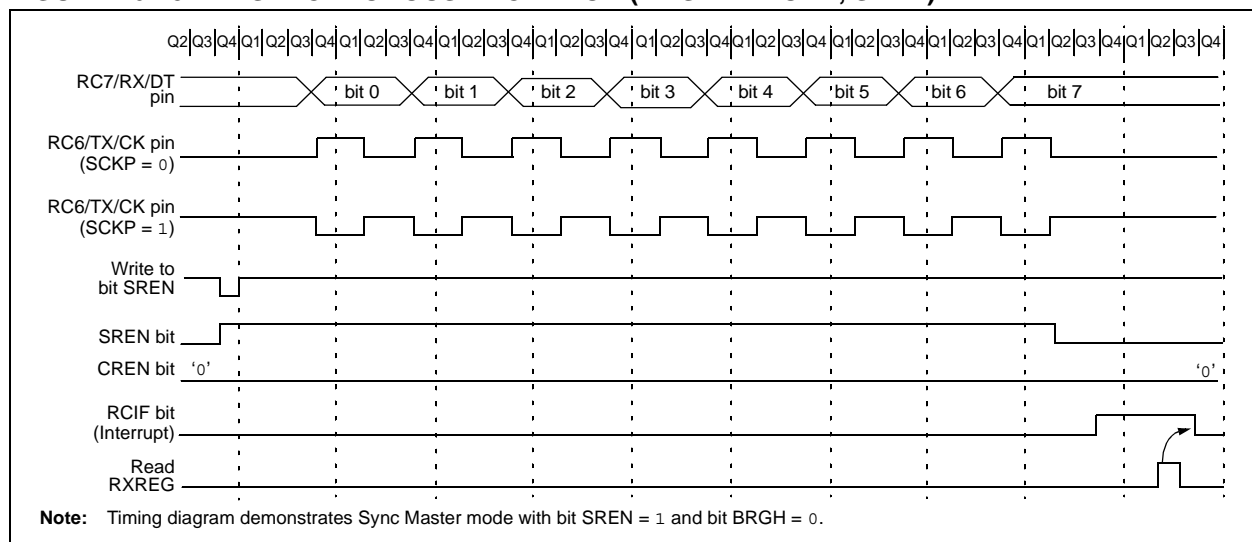 Q2 Q3 Q4 Q1 Q2 Q3 Q4 Q1 Q2 Q3 Q4 Q1 Q2 Q3 Q4 Q1 Q2 Q3 Q4 Q1 Q2 Q3 Q4 Q1 Q2 Q3 Q4 Q1 Q2 Q3 Q4 Q1 Q2 Q3 Q4 Q1 Q2 Q3 Q4 Q1 Q2 Q3 Q4
RC7/RX/DT
pin
bit 0 bit 1 bit 2 bit 3 bit 4 bit 5 bit 6 bit 7
RC6/TX/CK pin
(SCKP = 0)
RC6/TX/CK pin
(SCKP = 1)
Write to
bit SREN
SREN bit
CREN bit ‘0’ ‘0’
RCIF bit
(Interrupt)
Read
RXREG
Note: Timing diagram demonstrates Sync Master mode with bit SREN = 1 and bit BRGH = 0.